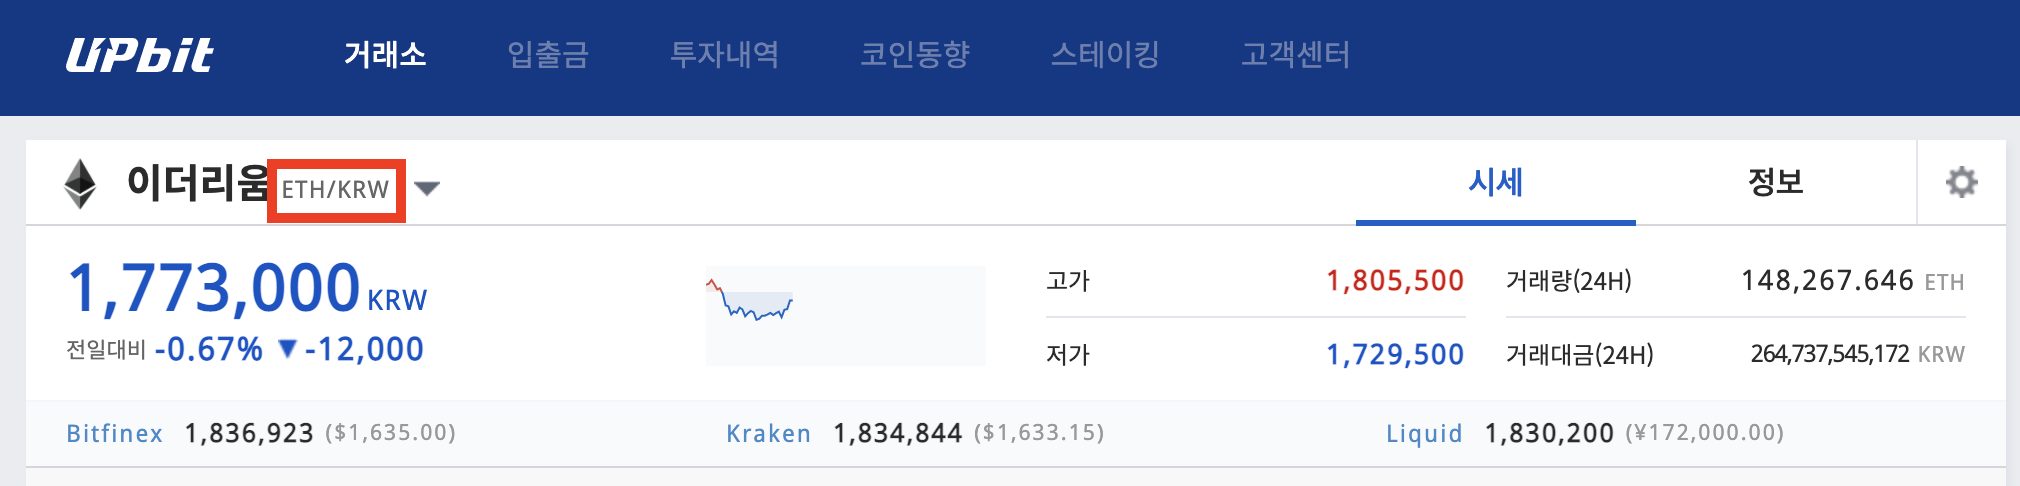 UPbit 거래소 입출금 투자내역 코인동향 스테이킹 고객센터
이더리움 ETH/KRW 시세 정보
1,773,000 KRW
전일대비 -0.67% ▼ -12,000
고가 1,805,500 거래량(24H) 148,267.646 ETH
저가 1,729,500 거래대금(24H) 264,737,545,172 KRW
Bitfinex 1,836,923 ($1,635.00) Kraken 1,834,844 ($1,633.15) Liquid 1,830,200 (¥172,000.00)